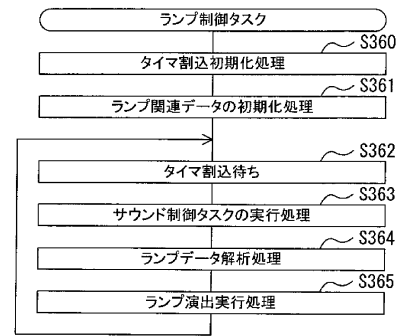 ランプ制御タスク
S360
タイマ割込初期化処理
S361
ランプ関連データの初期化処理
S362
タイマ割込待ち
S363
サウンド制御タスクの実行処理
S364
ランプデータ解析処理
S365
ランプ演出実行処理